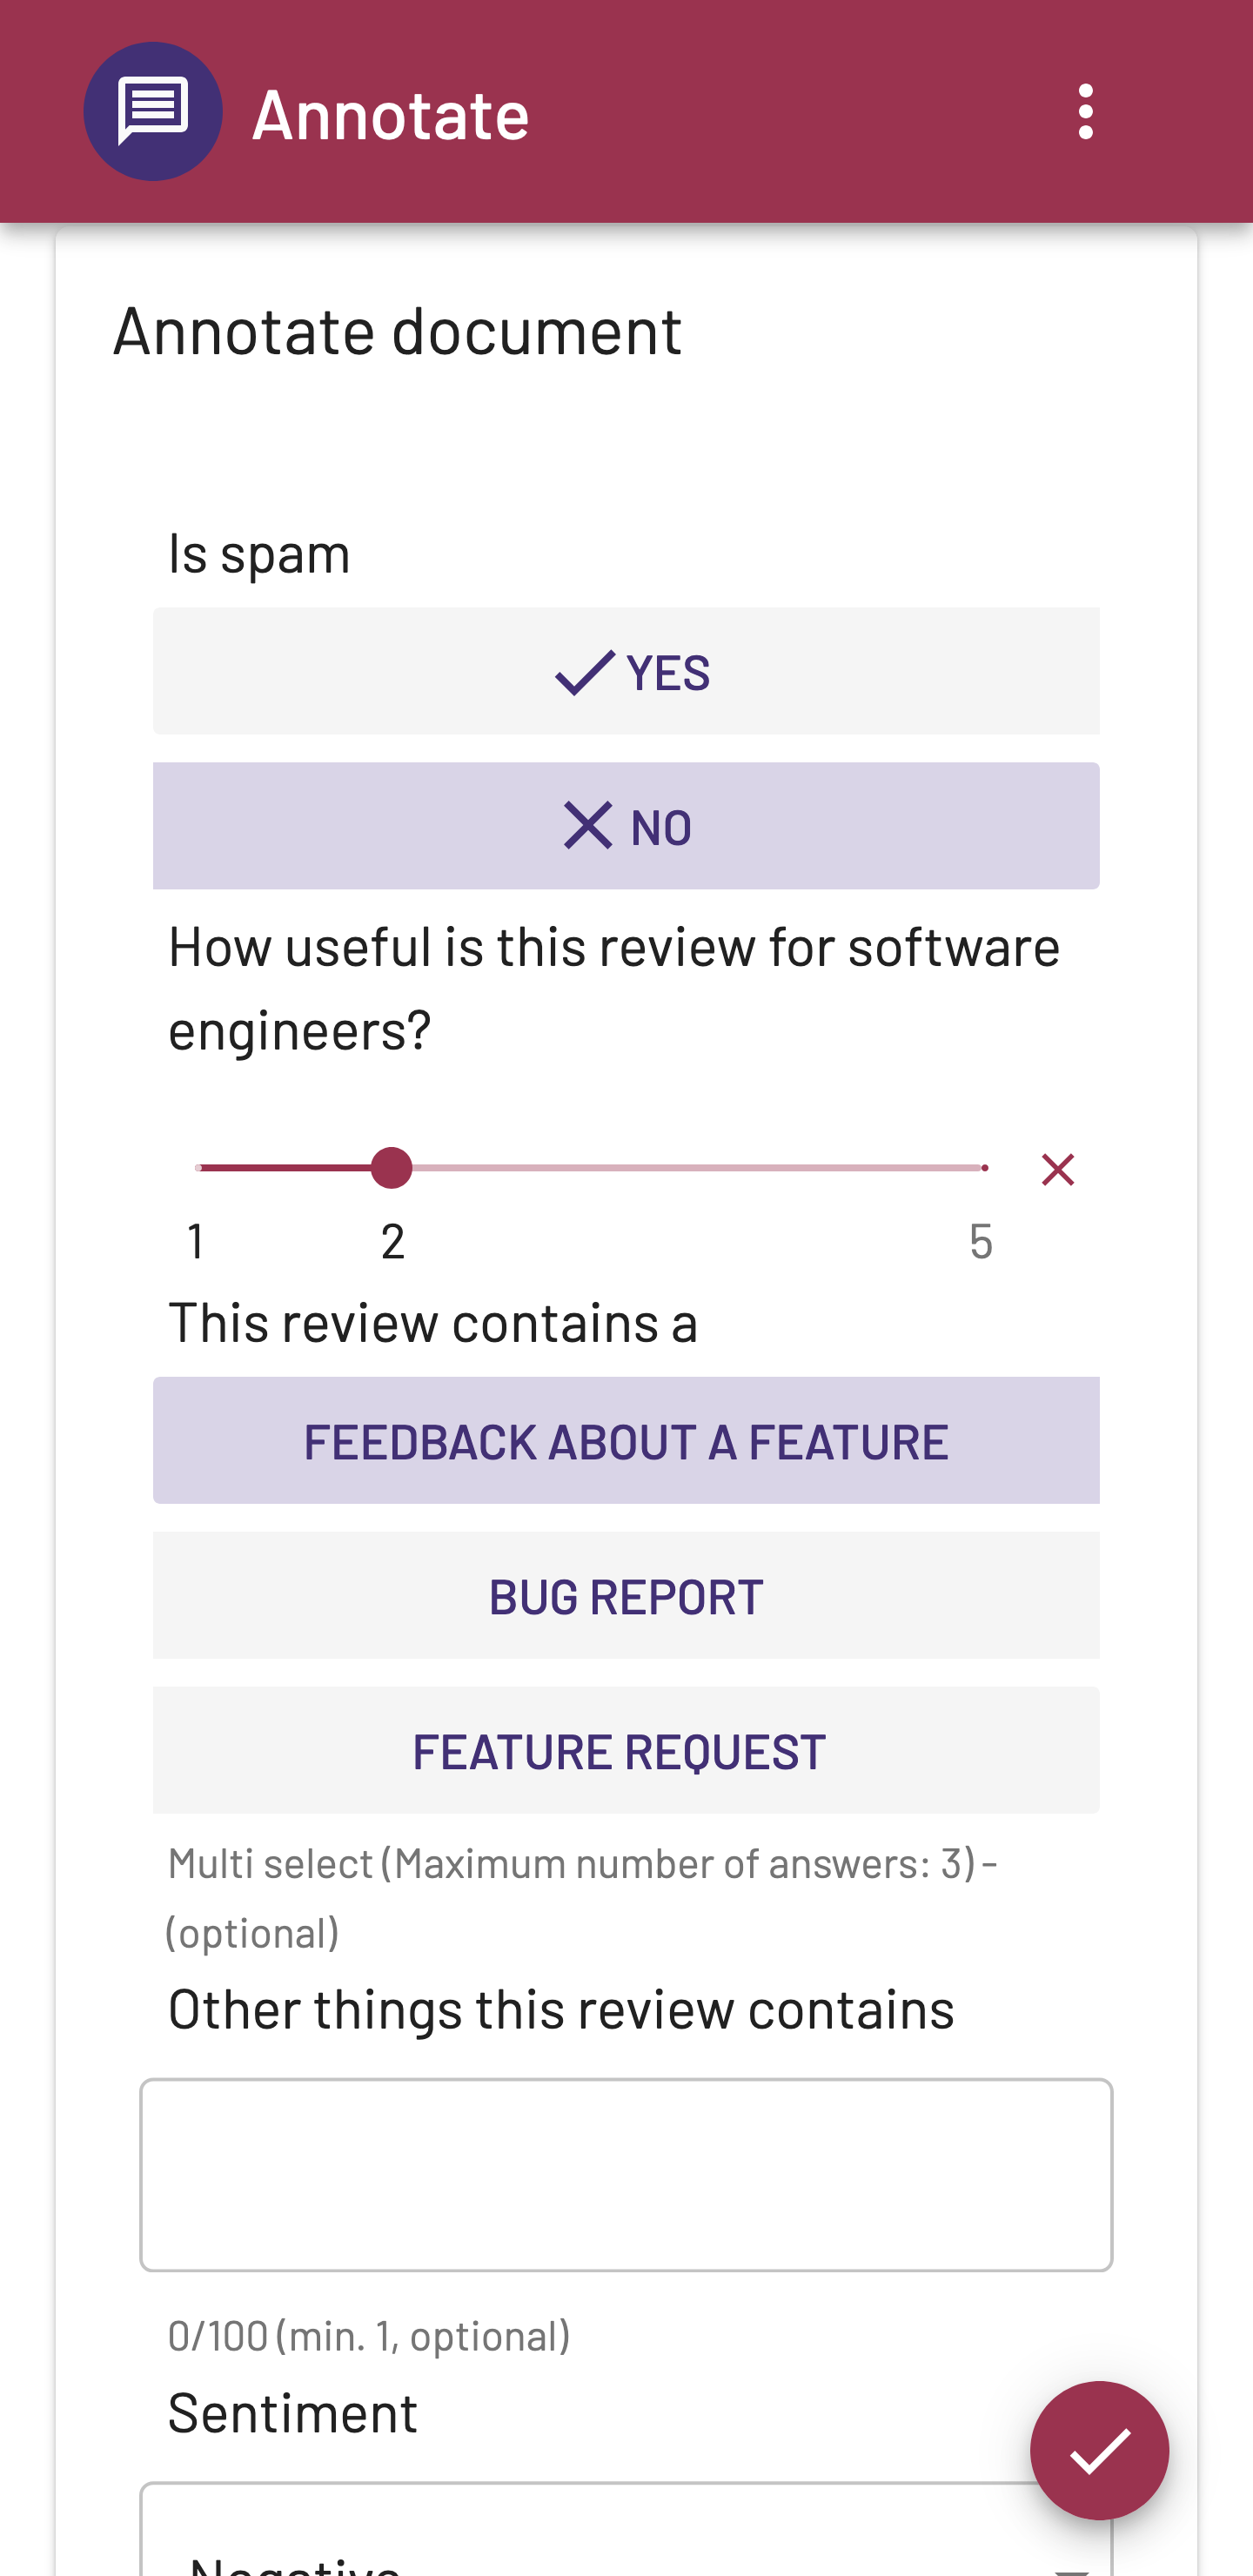 Annotate
Annotate document
Is spam
YES
NO
How useful is this review for software
engineers?
1 2 5
This review contains a
FEEDBACK ABOUT A FEATURE
BUG REPORT
FEATURE REQUEST
Multi select (Maximum number of answers: 3) -
(optional)
Other things this review contains
0/100 (min. 1, optional)
Sentiment
Negative